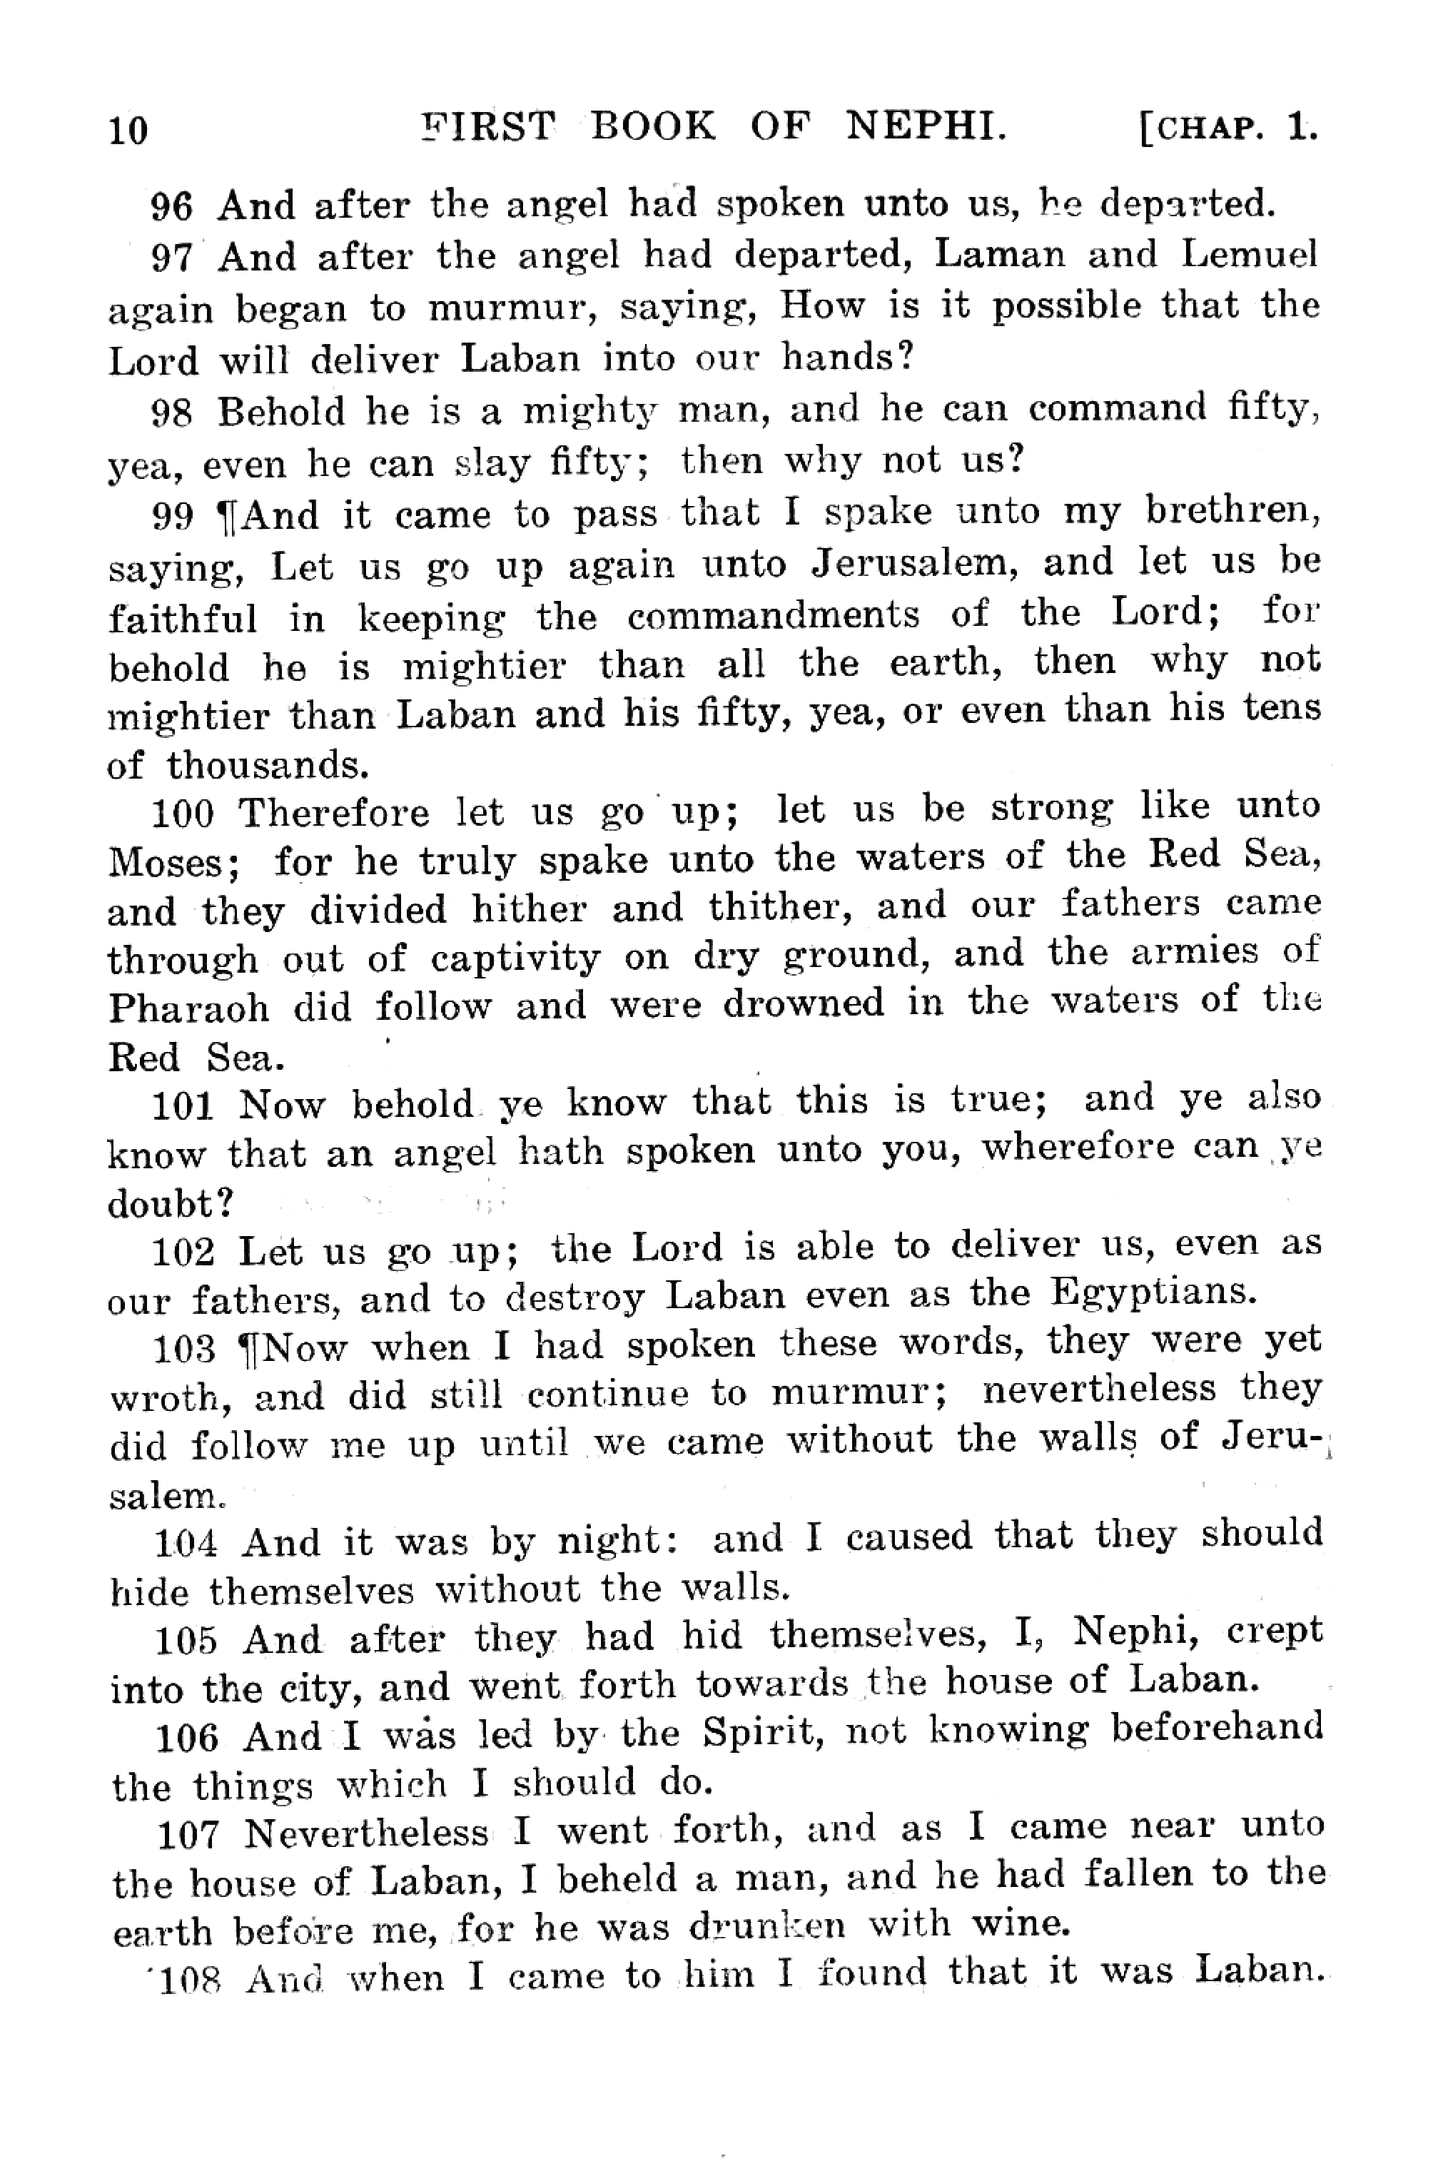 10 FIRST BOOK OF NEPHI. [CHAP. 1.
96 And after the angel had spoken unto us, he departed.
97 And after the angel had departed, Laman and Lemuel
again began to murmur, saying, How is it possible that the
Lord will deliver Laban into our hands?
98 Behold he is a mighty man, and he can command fifty,
yea, even he can slay fifty; then why not us?
99 ¶And it came to pass that I spake unto my brethren,
saying, Let us go up again unto Jerusalem, and let us be
faithful in keeping the commandments of the Lord; for
behold he is mightier than all the earth, then why not
mightier than Laban and his fifty, yea, or even than his tens
of thousands.
100 Therefore let us go up; let us be strong like unto
Moses; for he truly spake unto the waters of the Red Sea,
and they divided hither and thither, and our fathers came
through out of captivity on dry ground, and the armies of
Pharaoh did follow and were drowned in the waters of the
Red Sea.
101 Now behold ye know that this is true; and ye also
know that an angel hath spoken unto you, wherefore can ye
doubt?
102 Let us go up; the Lord is able to deliver us, even as
our fathers, and to destroy Laban even as the Egyptians.
103 ¶Now when I had spoken these words, they were yet
wroth, and did still continue to murmur; nevertheless they
did follow me up until we came without the walls of Jeru-
salem.
104 And it was by night: and I caused that they should
hide themselves without the walls.
105 And after they had hid themselves, I, Nephi, crept
into the city, and went forth towards the house of Laban.
106 And I was led by the Spirit, not knowing beforehand
the things which I should do.
107 Nevertheless I went forth, and as I came near unto
the house of Laban, I beheld a man, and he had fallen to the
earth before me, for he was drunken with wine.
108 And when I came to him I found that it was Laban.